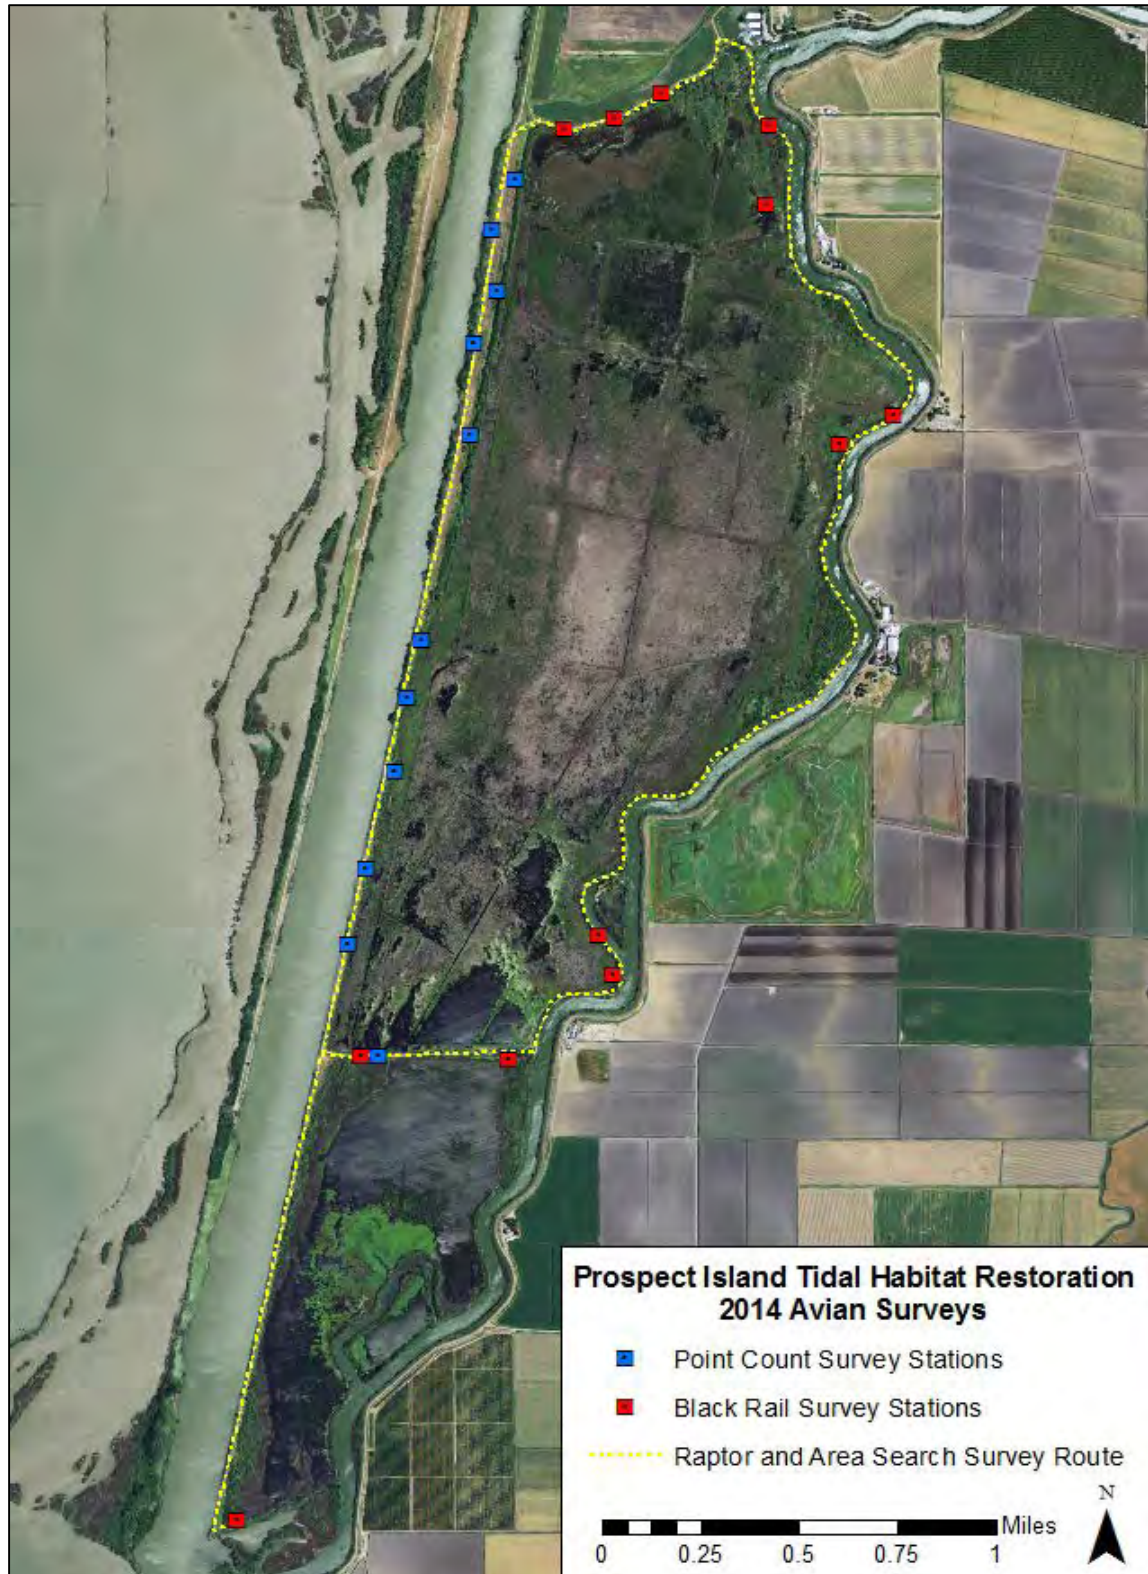 Prospect Island Tidal Habitat Restoration
2014 Avian Surveys
Point Count Survey Stations
Black Rail Survey Stations
Raptor and Area Search Survey Route
N
Miles
0 0.25 0.5 0.75 1